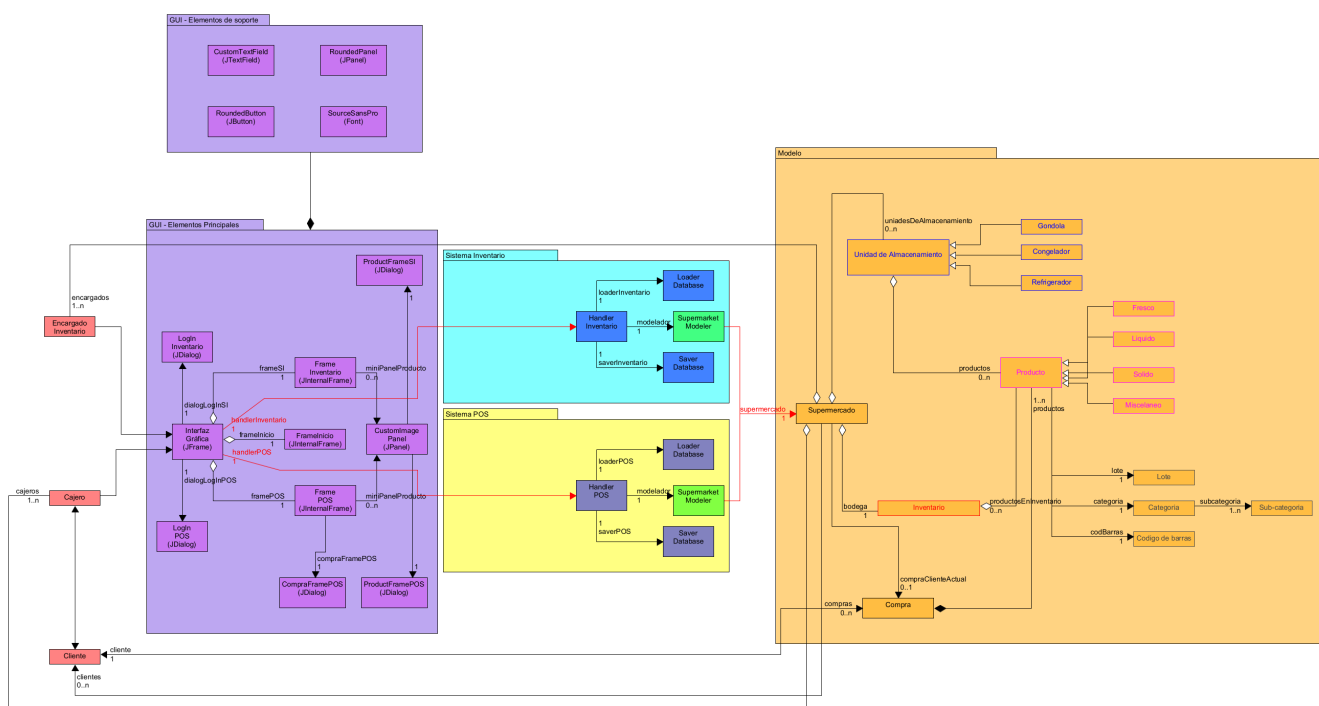 GUI - Elementos de soporte
CustomTextField
(JTextField)
RoundedPanel
(JPanel)
RoundedButton
(JButton)
SourceSansPro
(Font)
GUI - Elementos Principales
ProductFrameSI
(JDialog)
1
LogIn
Inventario
(JDialog)
dialogLogInSI
1
frameSI
1
Frame
Inventario
(JInternalFrame)
miniPanelProducto
0..n
handlerInventario
1
Interfaz
Gráfica
(JFrame)
frameInicio
1
FrameInicio
(JInternalFrame)
CustomImage
Panel
(JPanel)
handlerPOS
1
1
dialogLogInPOS
framePOS
1
Frame
POS
(JInternalFrame)
miniPanelProducto
0..n
LogIn
POS
(JDialog)
compraFramePOS
1
1
CompraFramePOS
(JDialog)
ProductFramePOS
(JDialog)
encargados
1..n
Encargado
Inventario
cajeros
1..n
Cajero
Cliente
clientes
0..n
cliente
1
Sistema Inventario
Loader
Database
loaderInventario
1
Handler
Inventario
modelador
1
Supermarket
Modeler
1
saverInventario
Saver
Database
Sistema POS
Loader
Database
loaderPOS
1
Handler
POS
modelador
1
Supermarket
Modeler
1
saverPOS
Saver
Database
supermercado
1
Modelo
uniadesDeAlmacenamiento
0..n
Unidad de Almacenamiento
Gondola
Congelador
Refrigerador
productos
0..n
Producto
Fresco
Liquido
Solido
Miscelaneo
1..n
productos
Supermercado
bodega
1
Inventario
productosEnInventario
0..n
lote
1
Lote
categoria
1
Categoria
subcategoria
1..n
Sub-categoria
codBarras
1
Codigo de barras
compraClienteActual
0..1
compras
0..n
Compra